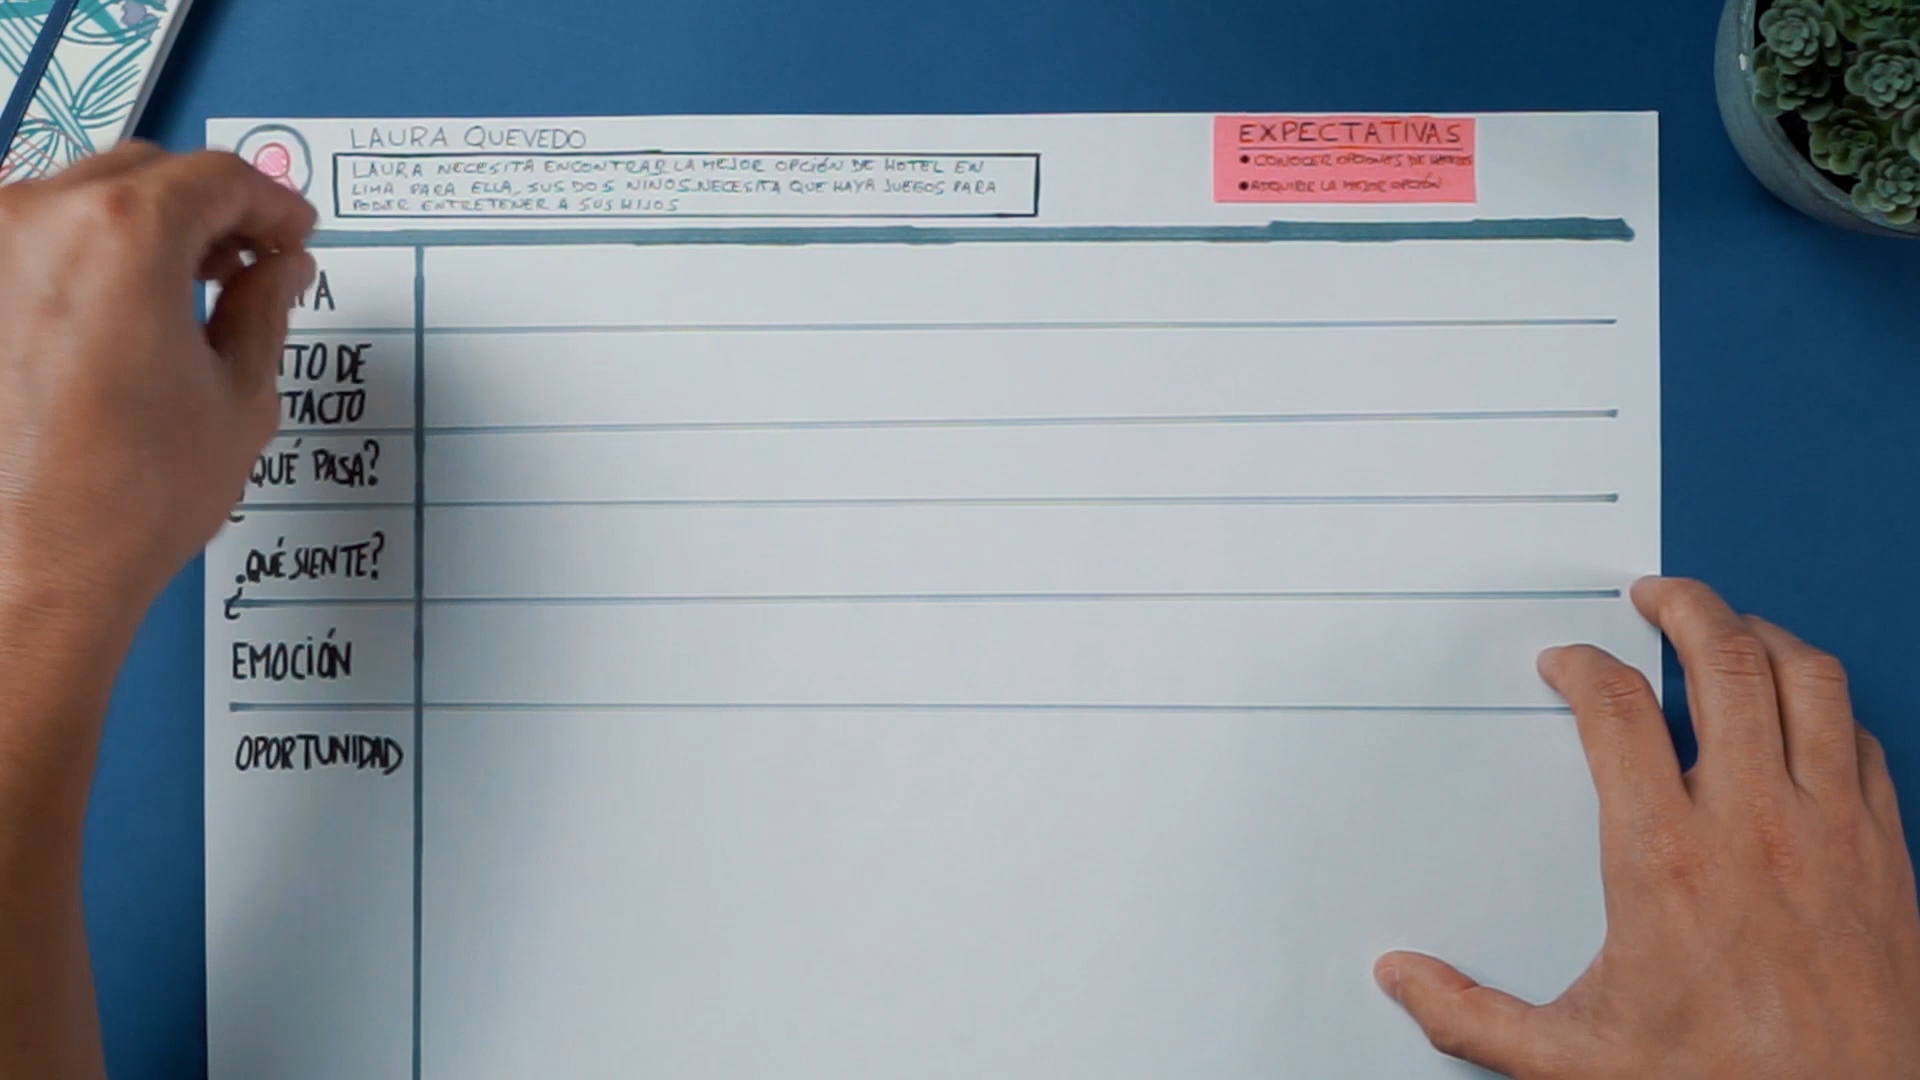 LAURA QUEVEDO
LAURA NECESITA ENCONTRAR LA MEJOR OPCIÓN DE HOTEL EN
LIMA PARA ELLA, SUS DOS NIÑOS. NECESITA QUE HAYA JUEGOS PARA
PODER ENTRETENER A SUS HIJOS
EXPECTATIVAS
• CONOCER OPCIONES DE HOTELES
• ADQUIRIR LA MEJOR OPCIÓN
PA
TO DE
TACTO
¿QUÉ PASA?
¿QUÉ SIENTE?
EMOCIÓN
OPORTUNIDAD